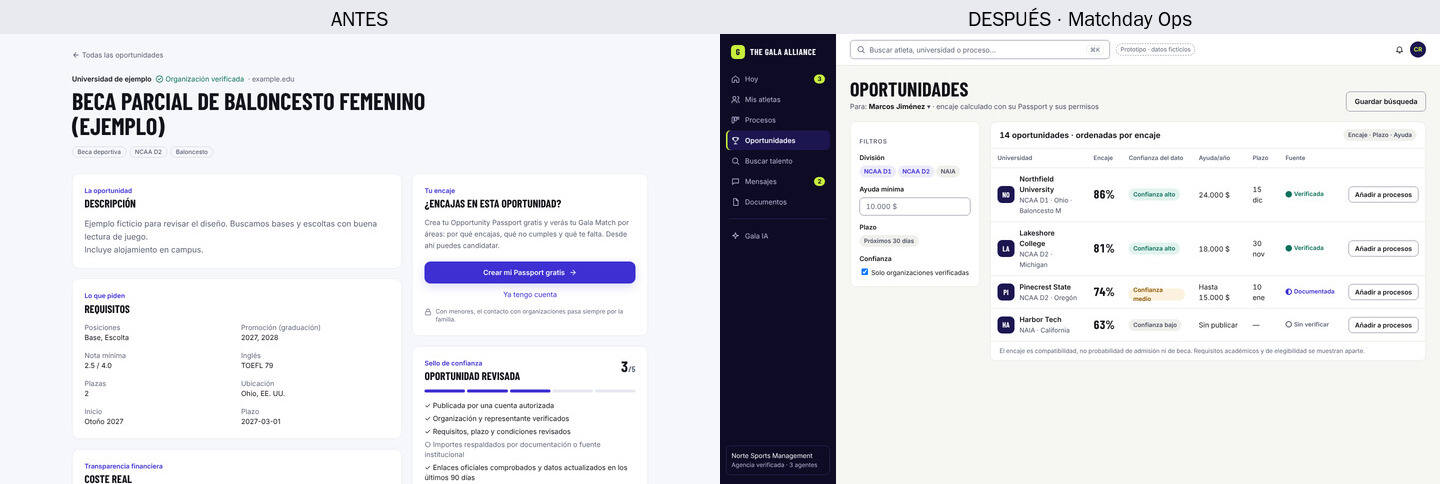 ANTES
← Todas las oportunidades
Universidad de ejemplo Organización verificada · example.edu
BECA PARCIAL DE BALONCESTO FEMENINO
(EJEMPLO)
Beca deportiva NCAA D2 Baloncesto
La oportunidad
DESCRIPCIÓN
Ejemplo ficticio para revisar el diseño. Buscamos bases y escoltas con buena
lectura de juego.
Incluye alojamiento en campus.
Lo que piden
REQUISITOS
Posiciones Promoción (graduación)
Base, Escolta 2027, 2028
Nota mínima Inglés
2.5 / 4.0 TOEFL 79
Plazas Ubicación
2 Ohio, EE. UU.
Inicio Plazo
Otoño 2027 2027-03-01
Transparencia financiera
COSTE REAL
Tu encaje
¿ENCAJAS EN ESTA OPORTUNIDAD?
Crea tu Opportunity Passport gratis y verás tu Gala Match por
áreas: por qué encajas, qué no cumples y qué te falta. Desde
ahí puedes candidatar.
Crear mi Passport gratis →
Ya tengo cuenta
Con menores, el contacto con organizaciones pasa siempre por la
familia.
Sello de confianza
OPORTUNIDAD REVISADA 3/5
✓ Publicada por una cuenta autorizada
✓ Organización y representante verificados
✓ Requisitos, plazo y condiciones revisados
○ Importes respaldados por documentación o fuente
institucional
✓ Enlaces oficiales comprobados y datos actualizados en los
últimos 90 días
DESPUÉS · Matchday Ops
G THE GALA ALLIANCE
Hoy 3
Mis atletas
Procesos
Oportunidades
Buscar talento
Mensajes 2
Documentos
Gala IA
Norte Sports Management
Agencia verificada · 3 agentes
Buscar atleta, universidad o proceso... ⌘K
Prototipo · datos ficticios
CR
OPORTUNIDADES
Para: Marcos Jiménez ▾ · encaje calculado con su Passport y sus permisos
Guardar búsqueda
FILTROS
División
NCAA D1 NCAA D2 NAIA
Ayuda mínima
10.000 $
Plazo
Próximos 30 días
Confianza
Solo organizaciones verificadas
14 oportunidades · ordenadas por encaje
Encaje · Plazo · Ayuda
Universidad Encaje Confianza del dato Ayuda/año Plazo Fuente
NO Northfield
University
NCAA D1 · Ohio ·
Baloncesto M
86% Confianza alto 24.000 $ 15
dic
Verificada Añadir a procesos
LA Lakeshore
College
NCAA D2 ·
Michigan
81% Confianza alto 18.000 $ 30
nov
Verificada Añadir a procesos
PI Pinecrest State
NCAA D2 · Oregón
74% Confianza
medio
Hasta
15.000 $
10
ene
Documentada Añadir a procesos
HA Harbor Tech
NAIA · California
63% Confianza bajo Sin publicar — Sin verificar Añadir a procesos
El encaje es compatibilidad, no probabilidad de admisión ni de beca. Requisitos académicos y de elegibilidad se muestran aparte.